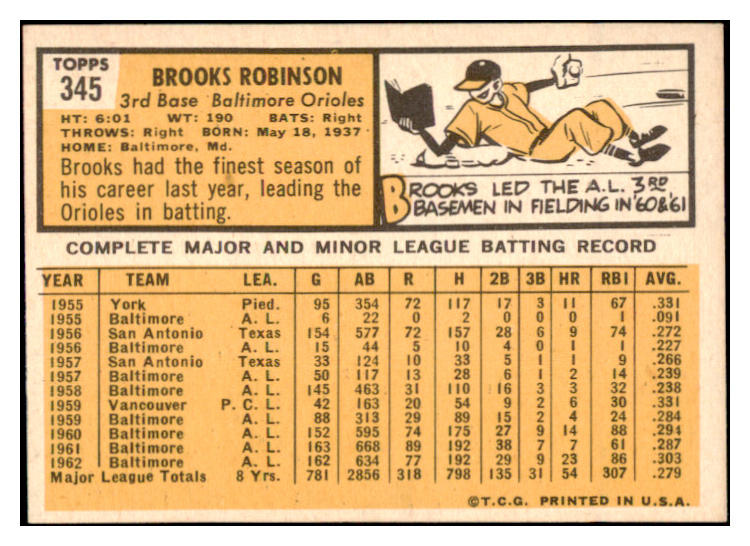 TOPPS
345
BROOKS ROBINSON
3rd Base Baltimore Orioles
HT: 6:01 WT: 190 BATS: Right
THROWS: Right BORN: May 18, 1937
HOME: Baltimore, Md.
Brooks had the finest season of
his career last year, leading the
Orioles in batting.
BROOKS LED THE A.L. 3RD
BASEMEN IN FIELDING IN '60 & '61
COMPLETE MAJOR AND MINOR LEAGUE BATTING RECORD
YEAR TEAM LEA. G AB R H 2B 3B HR RBI AVG.
1955 York Pied. 95 354 72 117 17 3 11 67 .331
1955 Baltimore A. L. 6 22 0 2 0 0 0 1 .091
1956 San Antonio Texas 154 577 72 157 28 6 9 74 .272
1956 Baltimore A. L. 15 44 5 10 4 0 1 1 .227
1957 San Antonio Texas 33 124 10 33 5 1 1 9 .266
1957 Baltimore A. L. 50 117 13 28 6 1 2 14 .239
1958 Baltimore A. L. 145 463 31 110 16 3 3 32 .238
1959 Vancouver P. C. L. 42 163 20 54 9 2 6 30 .331
1959 Baltimore A. L. 88 313 29 89 15 2 4 24 .284
1960 Baltimore A. L. 152 595 74 175 27 9 14 88 .294
1961 Baltimore A. L. 163 668 89 192 38 7 7 61 .287
1962 Baltimore A. L. 162 634 77 192 29 9 23 86 .303
Major League Totals 8 Yrs. 781 2856 318 798 135 31 54 307 .279
©T.C.G. PRINTED IN U.S.A.